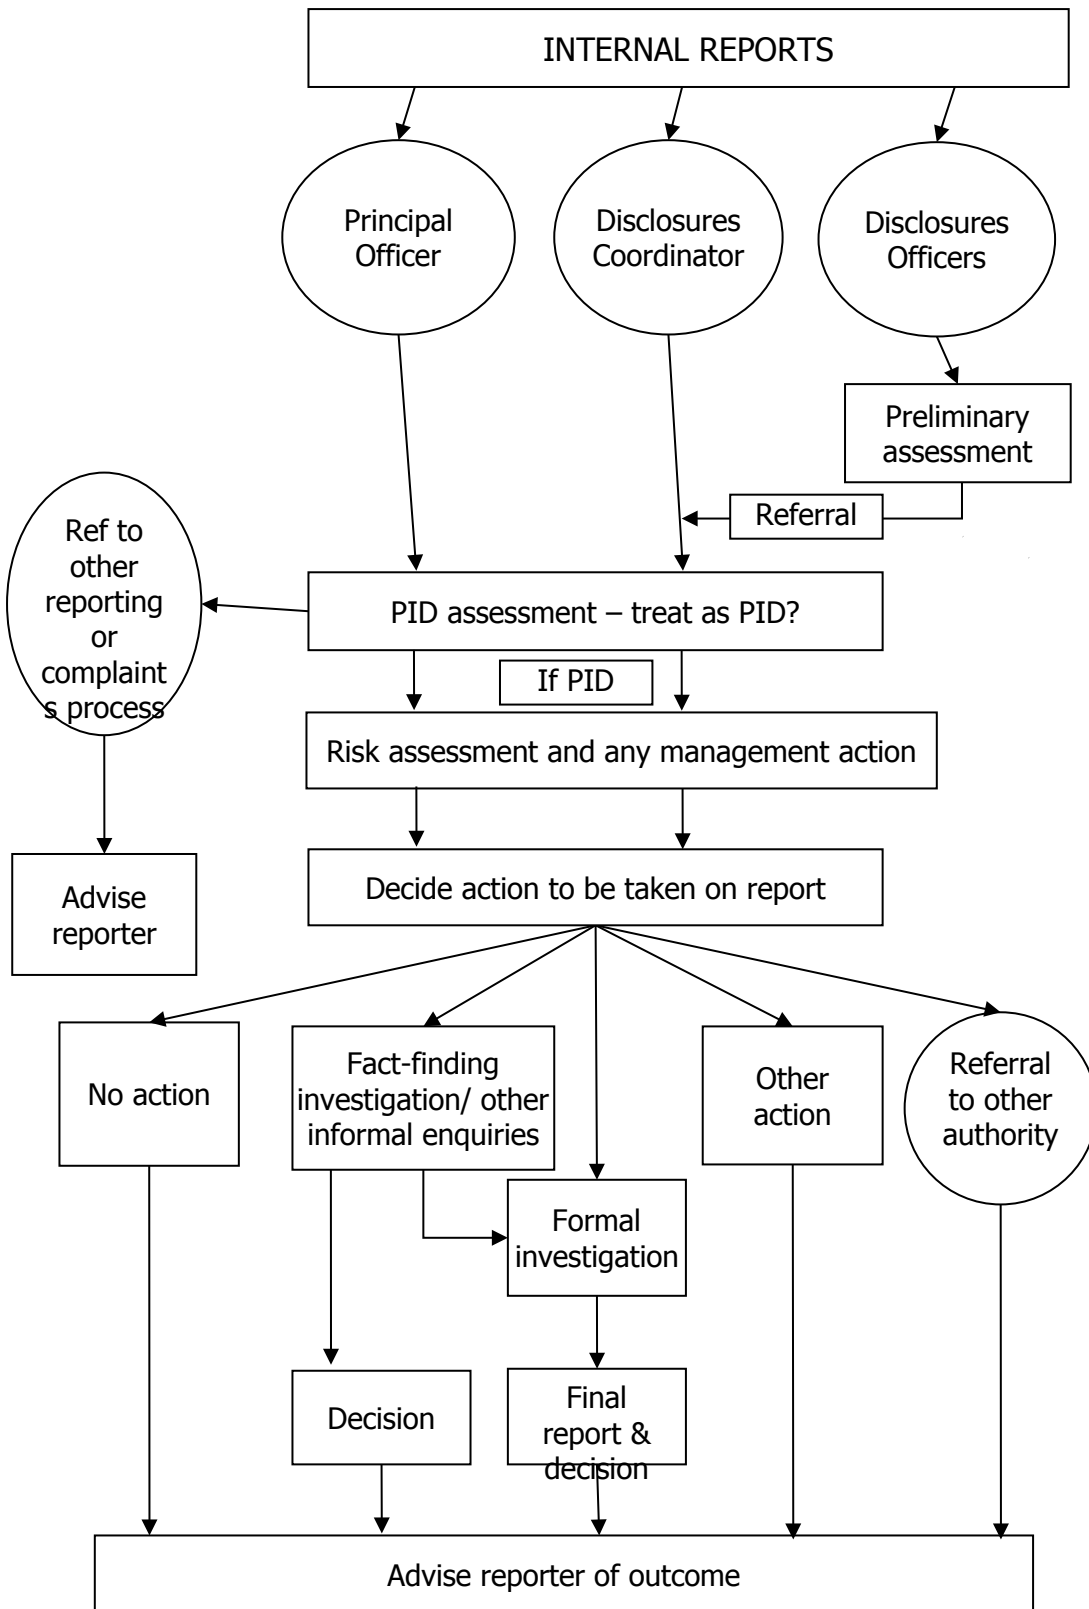 INTERNAL REPORTS
Principal
Officer
Disclosures
Coordinator
Disclosures
Officers
Preliminary
assessment
Referral
Ref to
other
reporting
or
complaint
s process
PID assessment – treat as PID?
If PID
Risk assessment and any management action
Advise
reporter
Decide action to be taken on report
No action
Fact-finding
investigation/ other
informal enquiries
Other
action
Referral
to other
authority
Formal
investigation
Decision
Final
report &
decision
Advise reporter of outcome